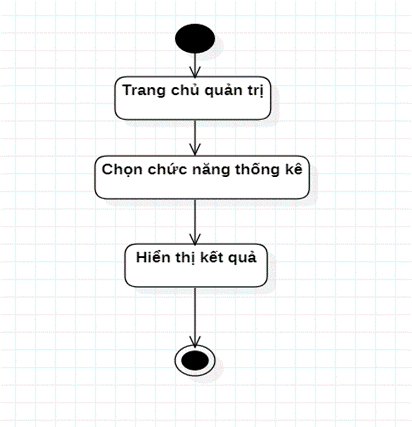 Trang chủ quản trị
Chọn chức năng thống kê
Hiển thị kết quả